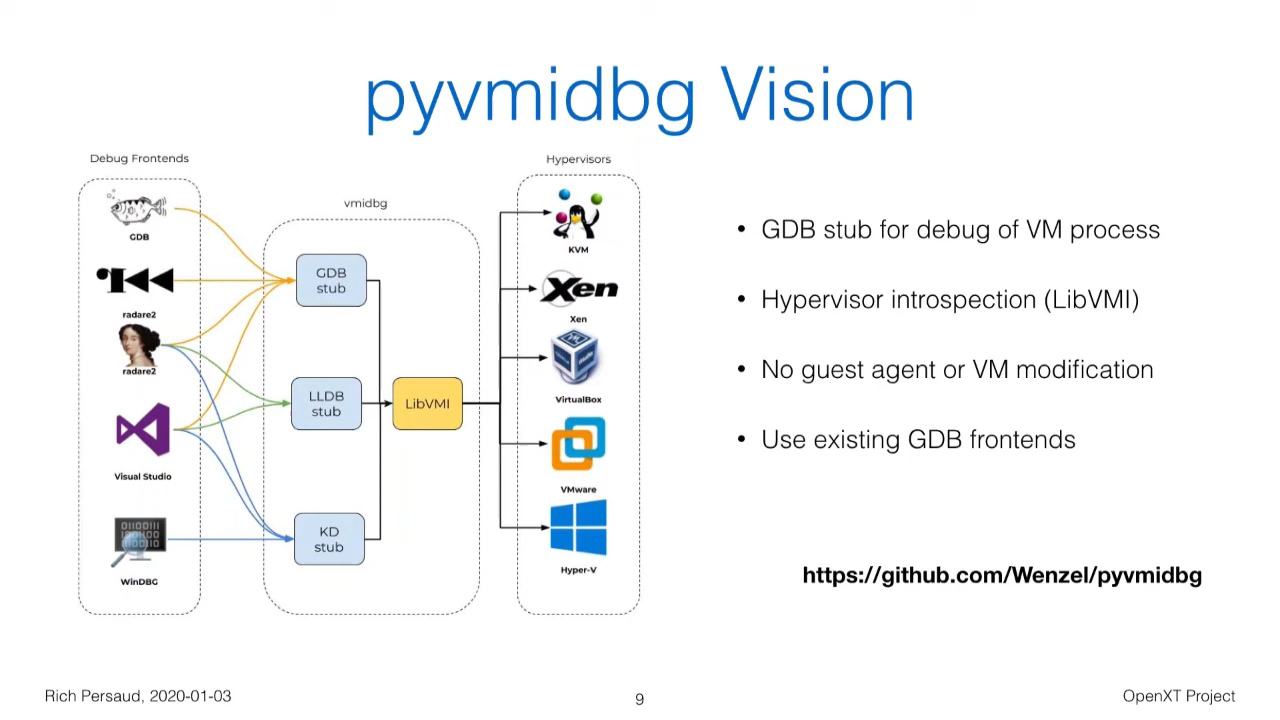 pyvmidbg Vision
Debug Frontends
GDB
radare2
radare2
Visual Studio
WinDBG
vmidbg
GDB
stub
LLDB
stub
KD
stub
LibVMI
Hypervisors
KVM
Xen
Xen
VirtualBox
VMware
Hyper-V
• GDB stub for debug of VM process
• Hypervisor introspection (LibVMI)
• No guest agent or VM modification
• Use existing GDB frontends
https://github.com/Wenzel/pyvmidbg
Rich Persaud, 2020-01-03
9
OpenXT Project